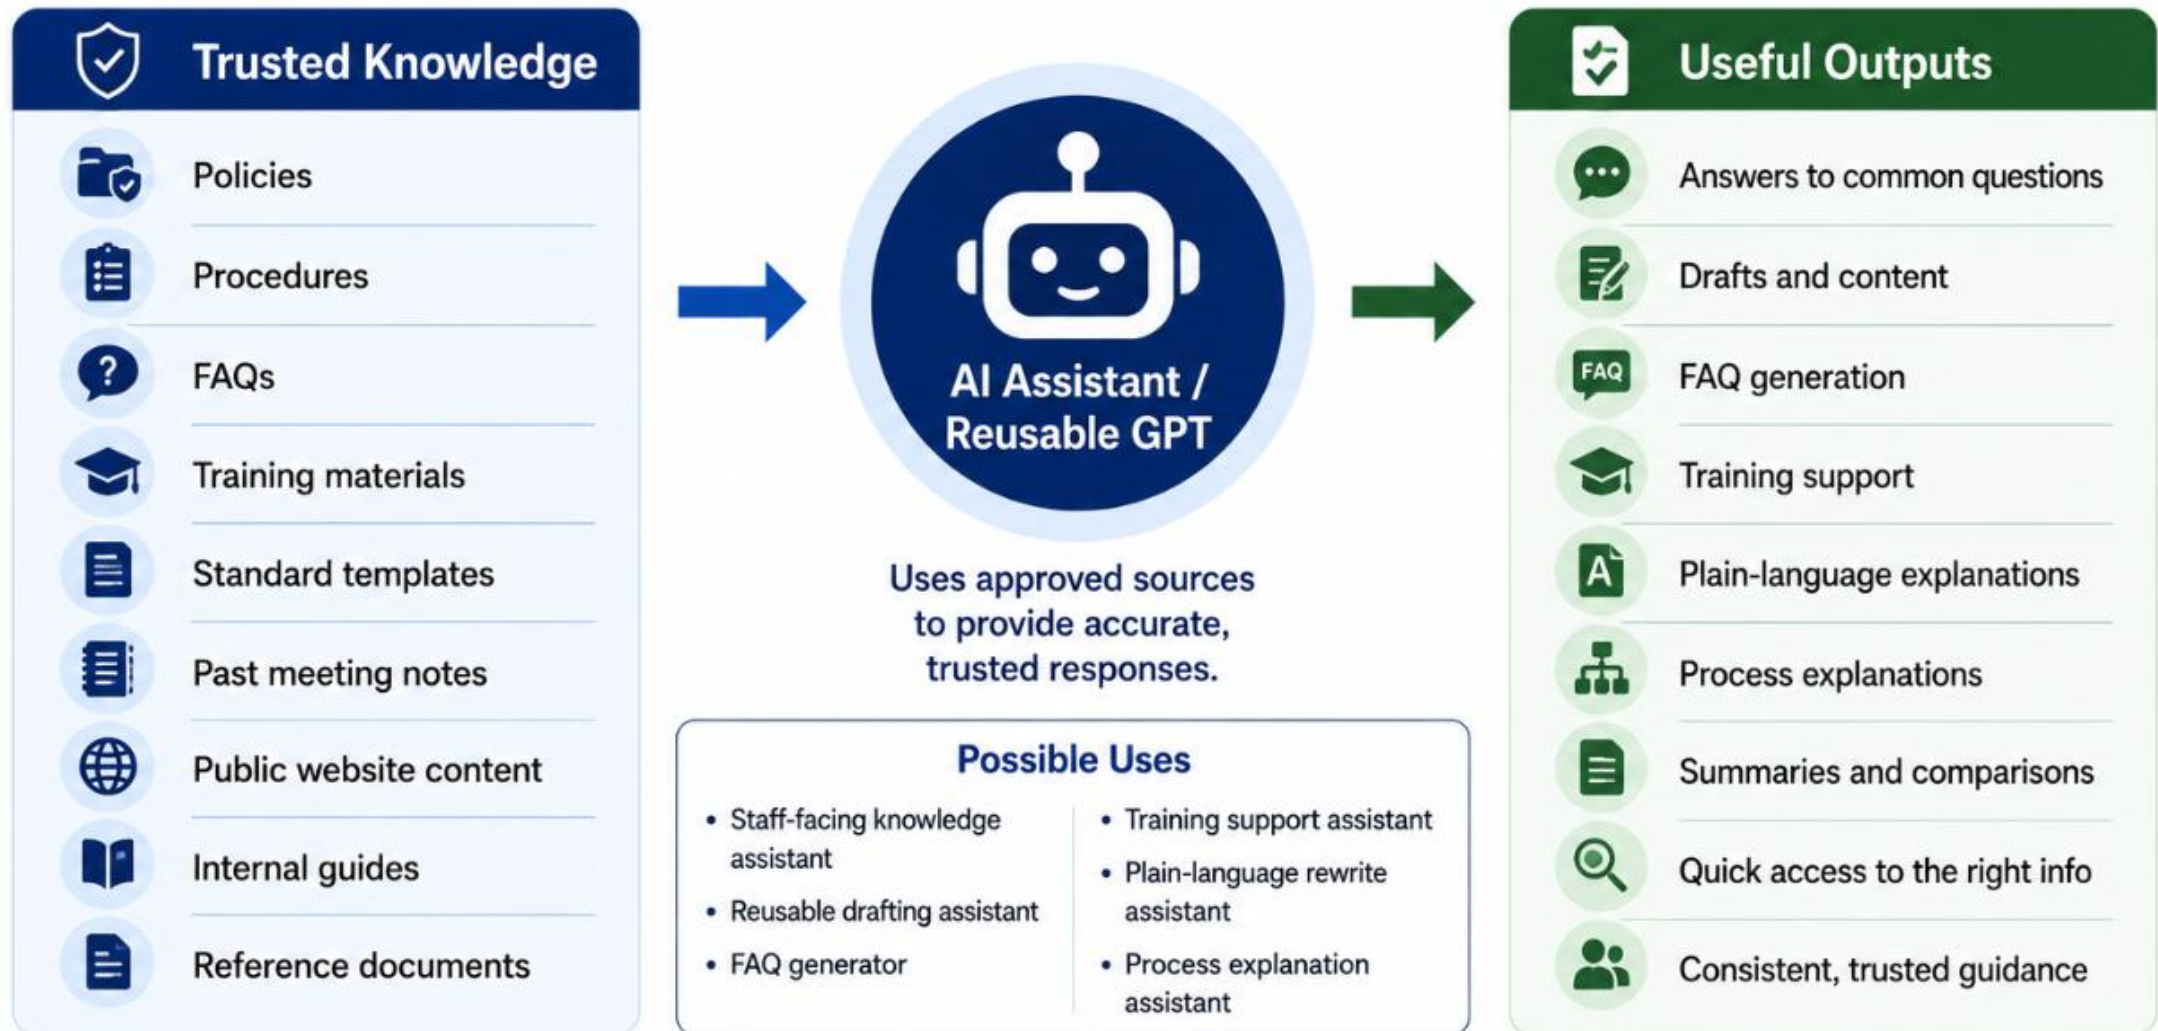 Trusted Knowledge
Policies
Procedures
FAQs
Training materials
Standard templates
Past meeting notes
Public website content
Internal guides
Reference documents
AI Assistant /
Reusable GPT
Uses approved sources
to provide accurate,
trusted responses.
Possible Uses
• Staff-facing knowledge
assistant
• Reusable drafting assistant
• FAQ generator
• Training support assistant
• Plain-language rewrite
assistant
• Process explanation
assistant
Useful Outputs
Answers to common questions
Drafts and content
FAQ
FAQ generation
Training support
A
Plain-language explanations
Process explanations
Summaries and comparisons
Quick access to the right info
Consistent, trusted guidance